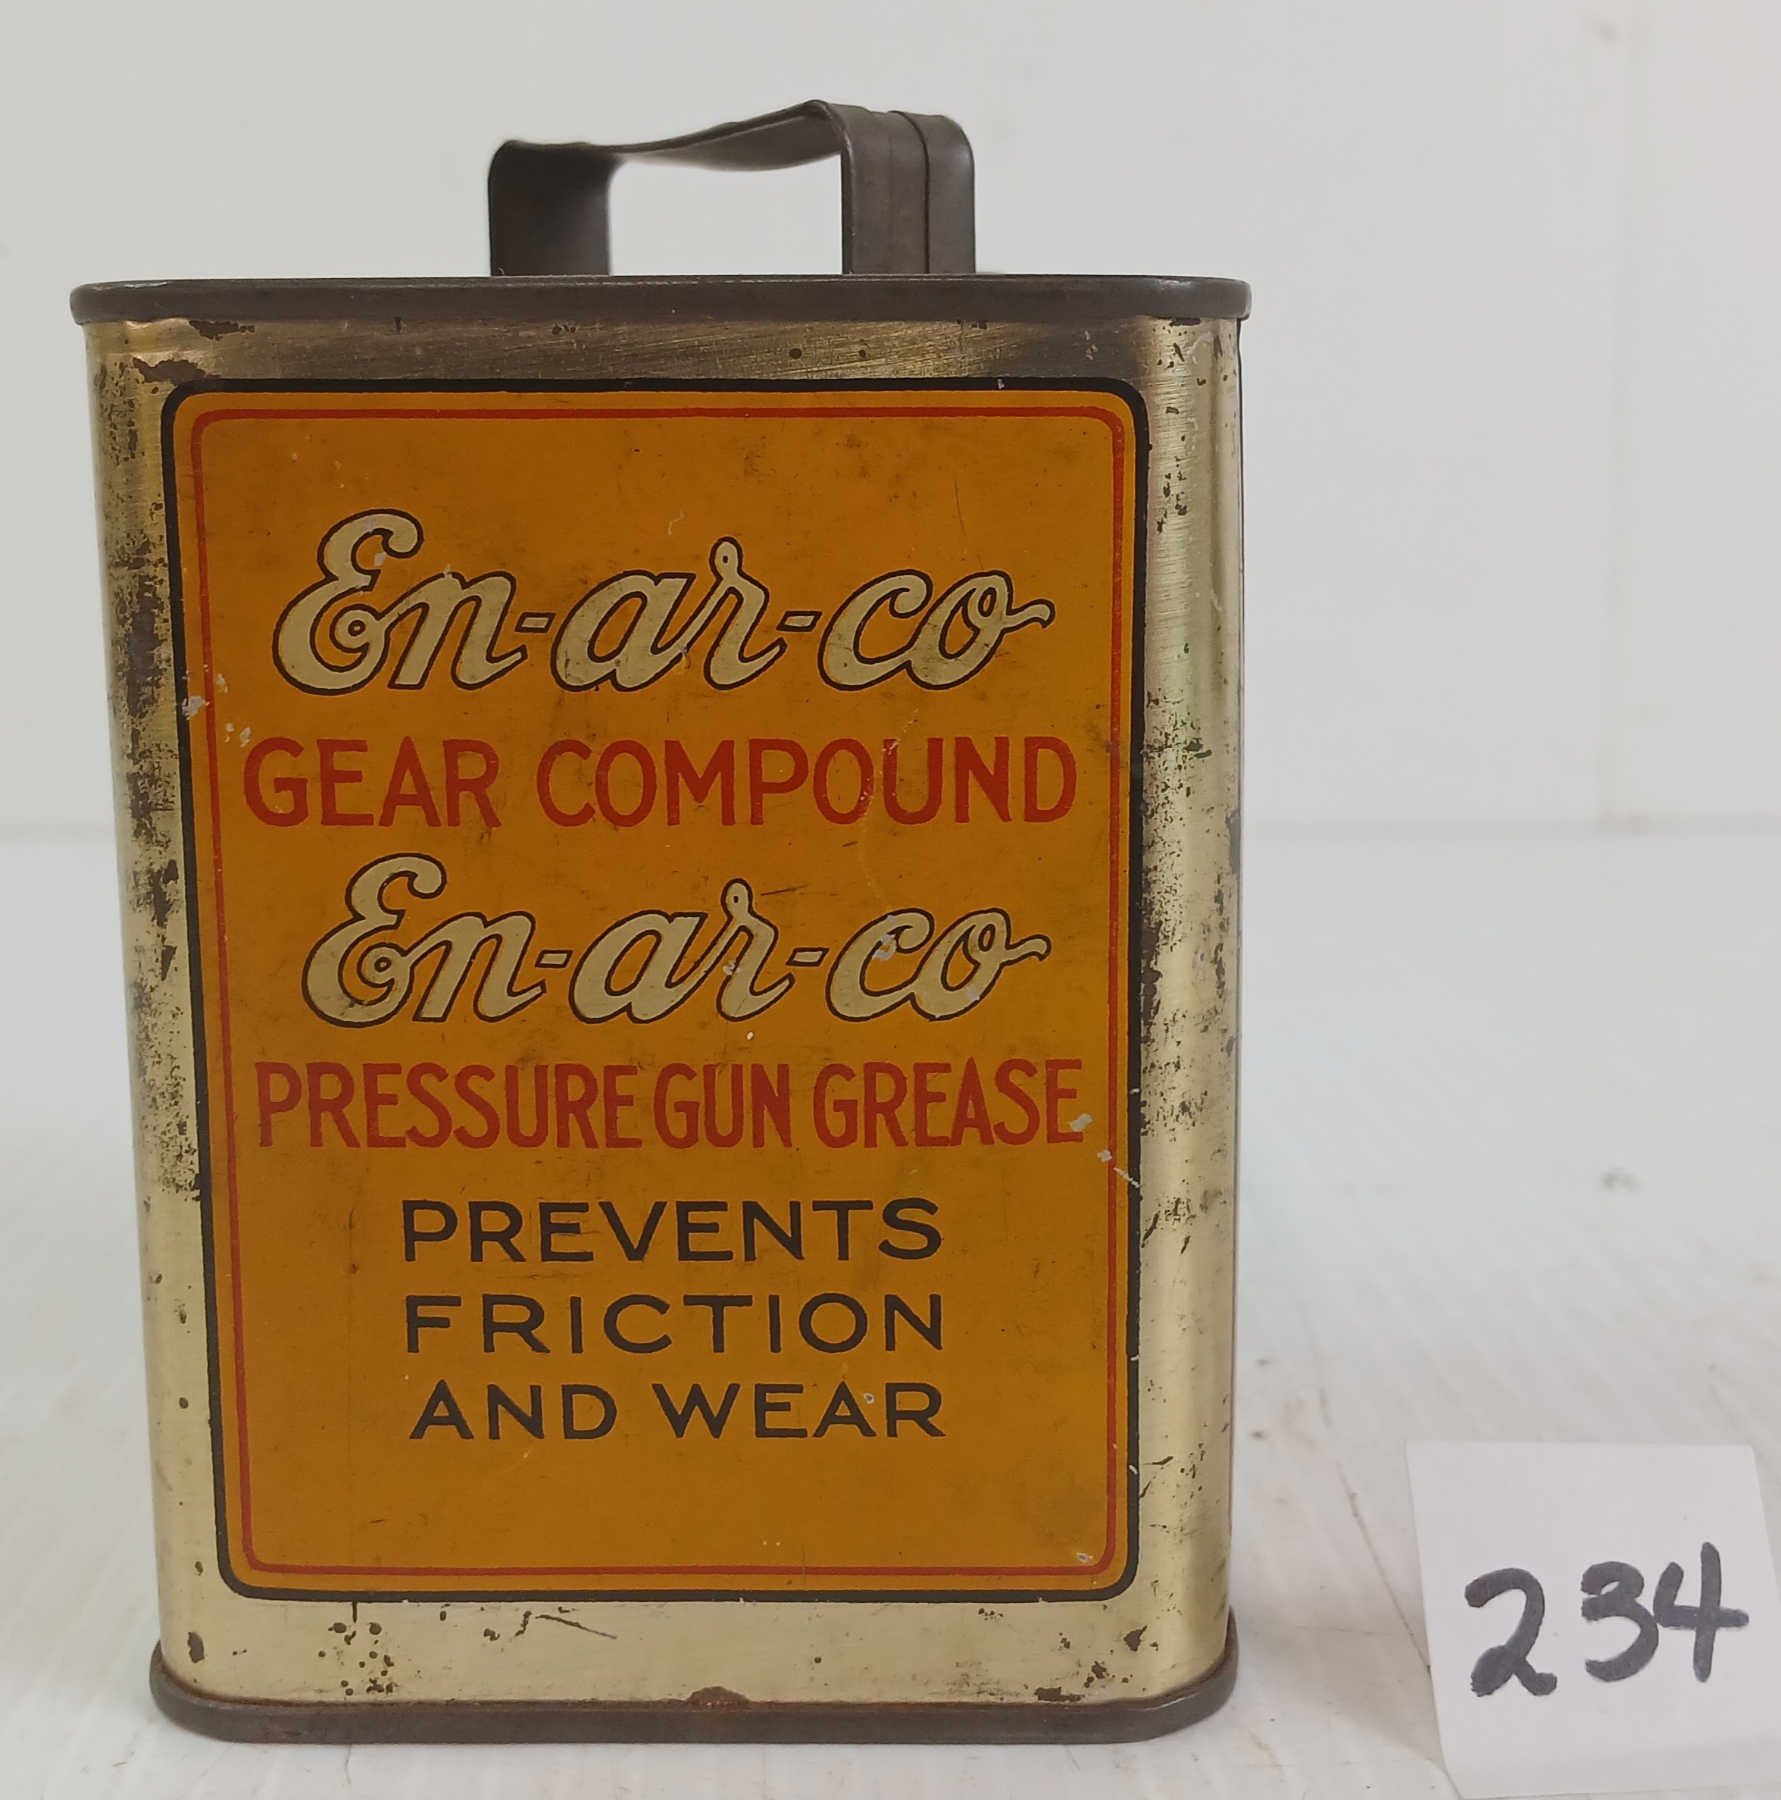 En-ar-co
GEAR COMPOUND
En-ar-co
PRESSURE GUN GREASE
PREVENTS
FRICTION
AND WEAR
234